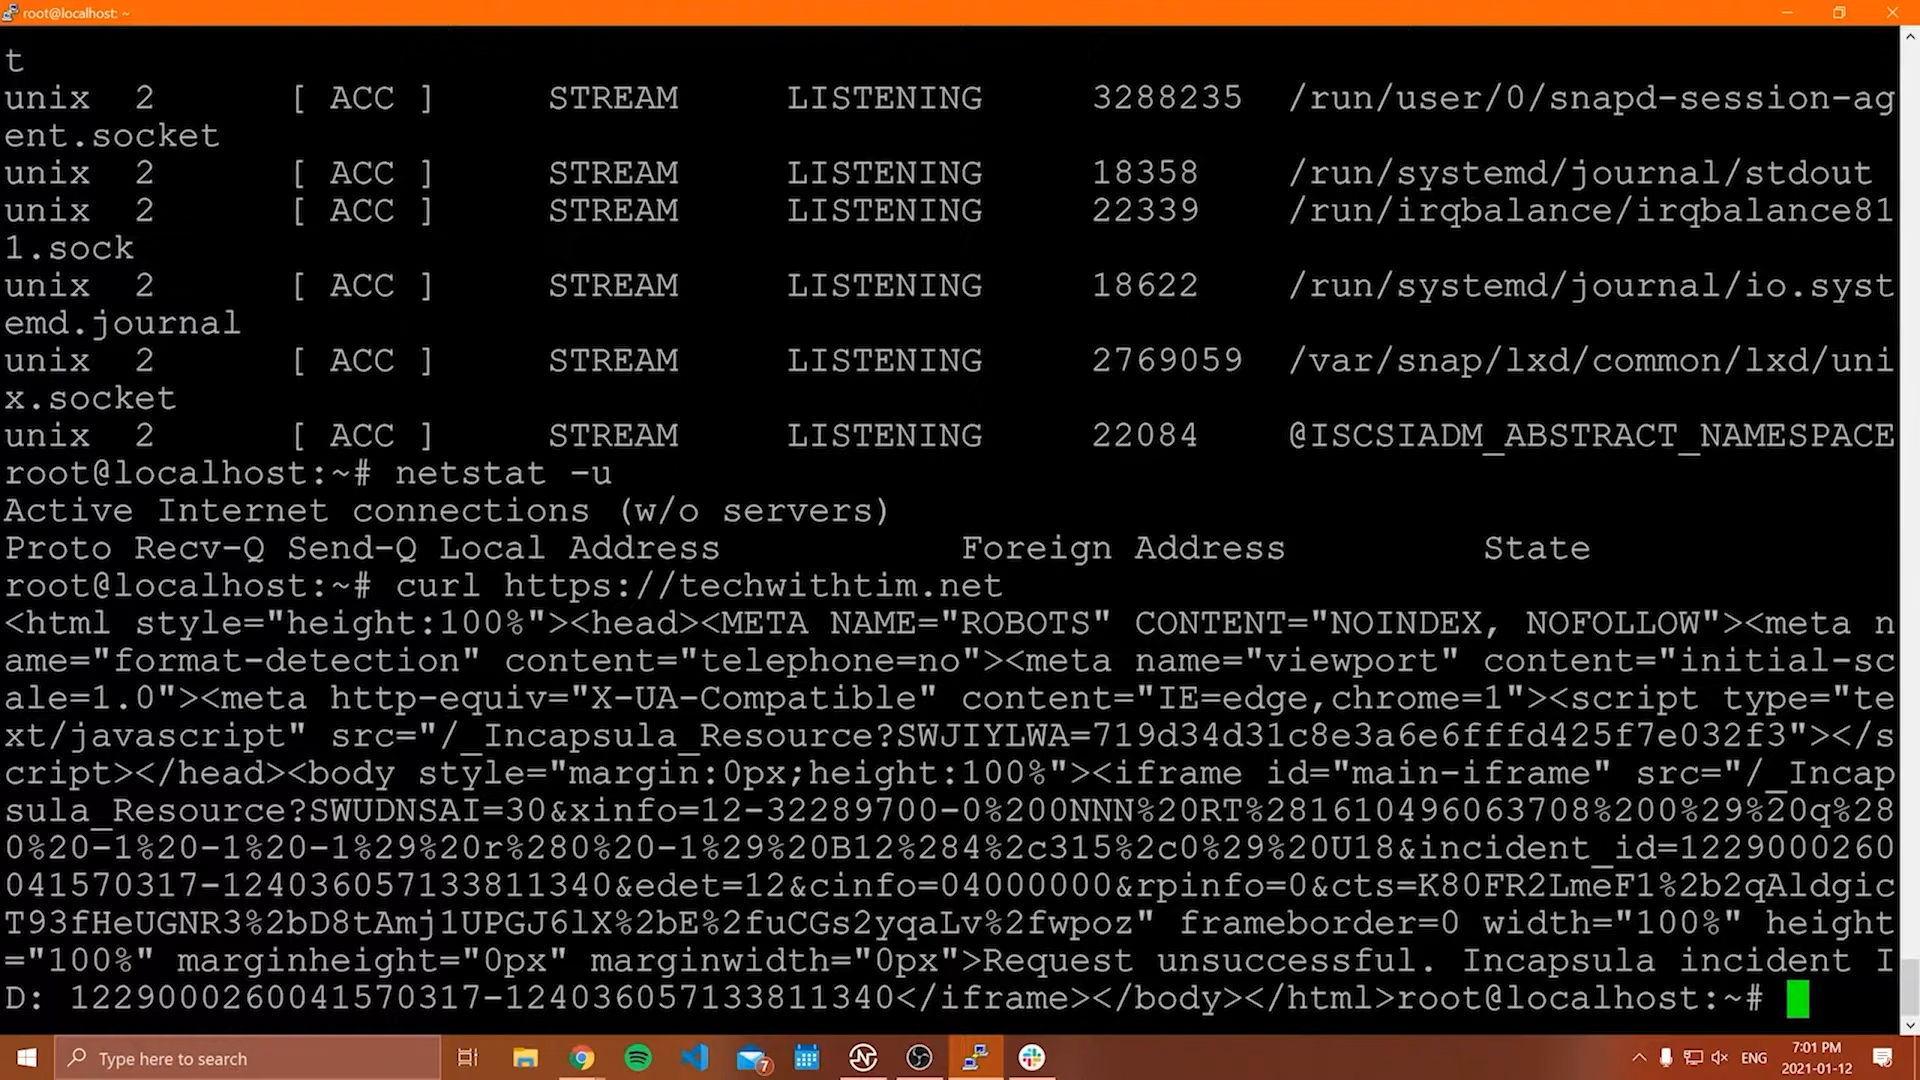 root@localhost: ~
t
unix  2      [ ACC ]     STREAM     LISTENING     3288235  /run/user/0/snapd-session-ag
ent.socket
unix  2      [ ACC ]     STREAM     LISTENING     18358    /run/systemd/journal/stdout
unix  2      [ ACC ]     STREAM     LISTENING     22339    /run/irqbalance/irqbalance81
1.sock
unix  2      [ ACC ]     STREAM     LISTENING     18622    /run/systemd/journal/io.syst
emd.journal
unix  2      [ ACC ]     STREAM     LISTENING     2769059  /var/snap/lxd/common/lxd/uni
x.socket
unix  2      [ ACC ]     STREAM     LISTENING     22084    @ISCSIADM_ABSTRACT_NAMESPACE
root@localhost:~# netstat -u
Active Internet connections (w/o servers)
Proto Recv-Q Send-Q Local Address           Foreign Address         State
root@localhost:~# curl https://techwithtim.net
<html style="height:100%"><head><META NAME="ROBOTS" CONTENT="NOINDEX, NOFOLLOW"><meta n
ame="format-detection" content="telephone=no"><meta name="viewport" content="initial-sc
ale=1.0"><meta http-equiv="X-UA-Compatible" content="IE=edge,chrome=1"><script type="te
xt/javascript" src="/_Incapsula_Resource?SWJIYLWA=719d34d31c8e3a6e6fffd425f7e032f3"></s
cript></head><body style="margin:0px;height:100%"><iframe id="main-iframe" src="/_Incap
sula_Resource?SWUDNSAI=30&xinfo=12-32289700-0%200NNN%20RT%281610496063708%200%29%20q%28
0%20-1%20-1%20-1%29%20r%280%20-1%29%20B12%284%2c315%2c0%29%20U18&incident_id=1229000260
041570317-124036057133811340&edet=12&cinfo=04000000&rpinfo=0&cts=K80FR2LmeF1%2b2qAldgic
T93fHeUGNR3%2bD8tAmj1UPGJ6lX%2bE%2fuCGs2yqaLv%2fwpoz" frameborder=0 width="100%" height
="100%" marginheight="0px" marginwidth="0px">Request unsuccessful. Incapsula incident I
D: 1229000260041570317-124036057133811340</iframe></body></html>root@localhost:~#
Type here to search
7
ENG
7:01 PM
2021-01-12